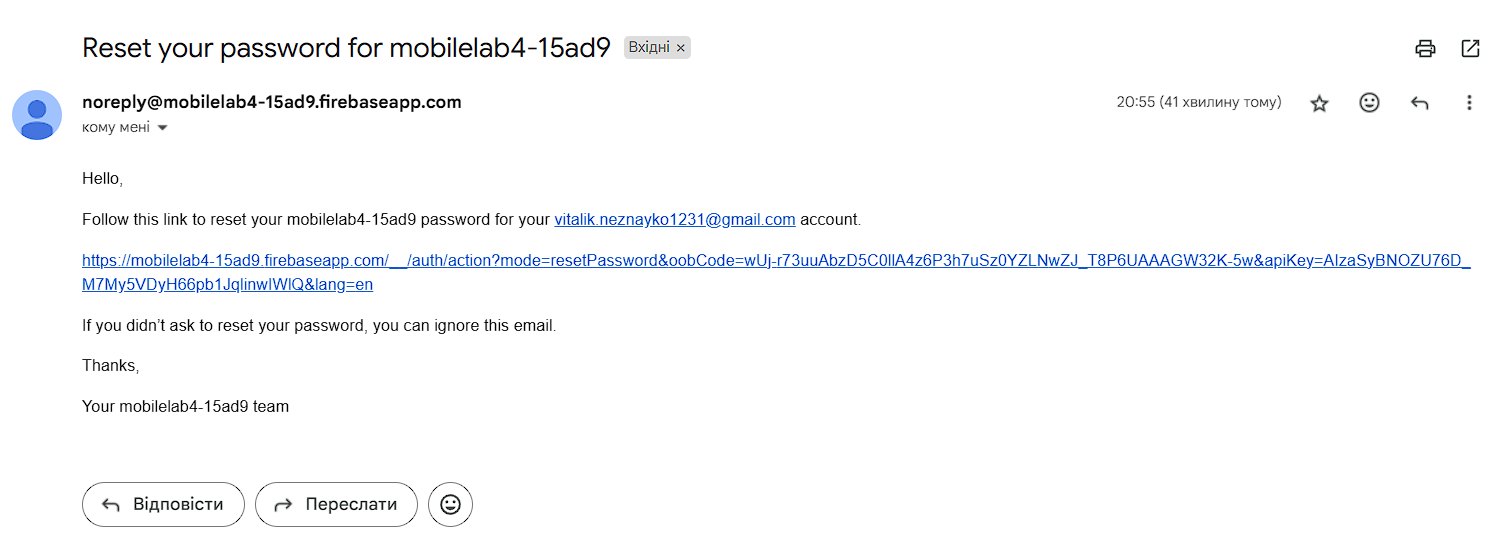 Reset your password for mobilelab4-15ad9 Вхідні ×
noreply@mobilelab4-15ad9.firebaseapp.com 20:55 (41 хвилину тому)
кому мені
Hello,
Follow this link to reset your mobilelab4-15ad9 password for your vitalik.neznayko1231@gmail.com account.
https://mobilelab4-15ad9.firebaseapp.com/__/auth/action?mode=resetPassword&oobCode=wUj-r73uuAbzD5C0llA4z6P3h7uSz0YZLNwZJ_T8P6UAAAGW32K-5w&apiKey=AIzaSyBNOZU76D_
M7My5VDyH66pb1JqlinwIWlQ&lang=en
If you didn’t ask to reset your password, you can ignore this email.
Thanks,
Your mobilelab4-15ad9 team
Відповісти Переслати